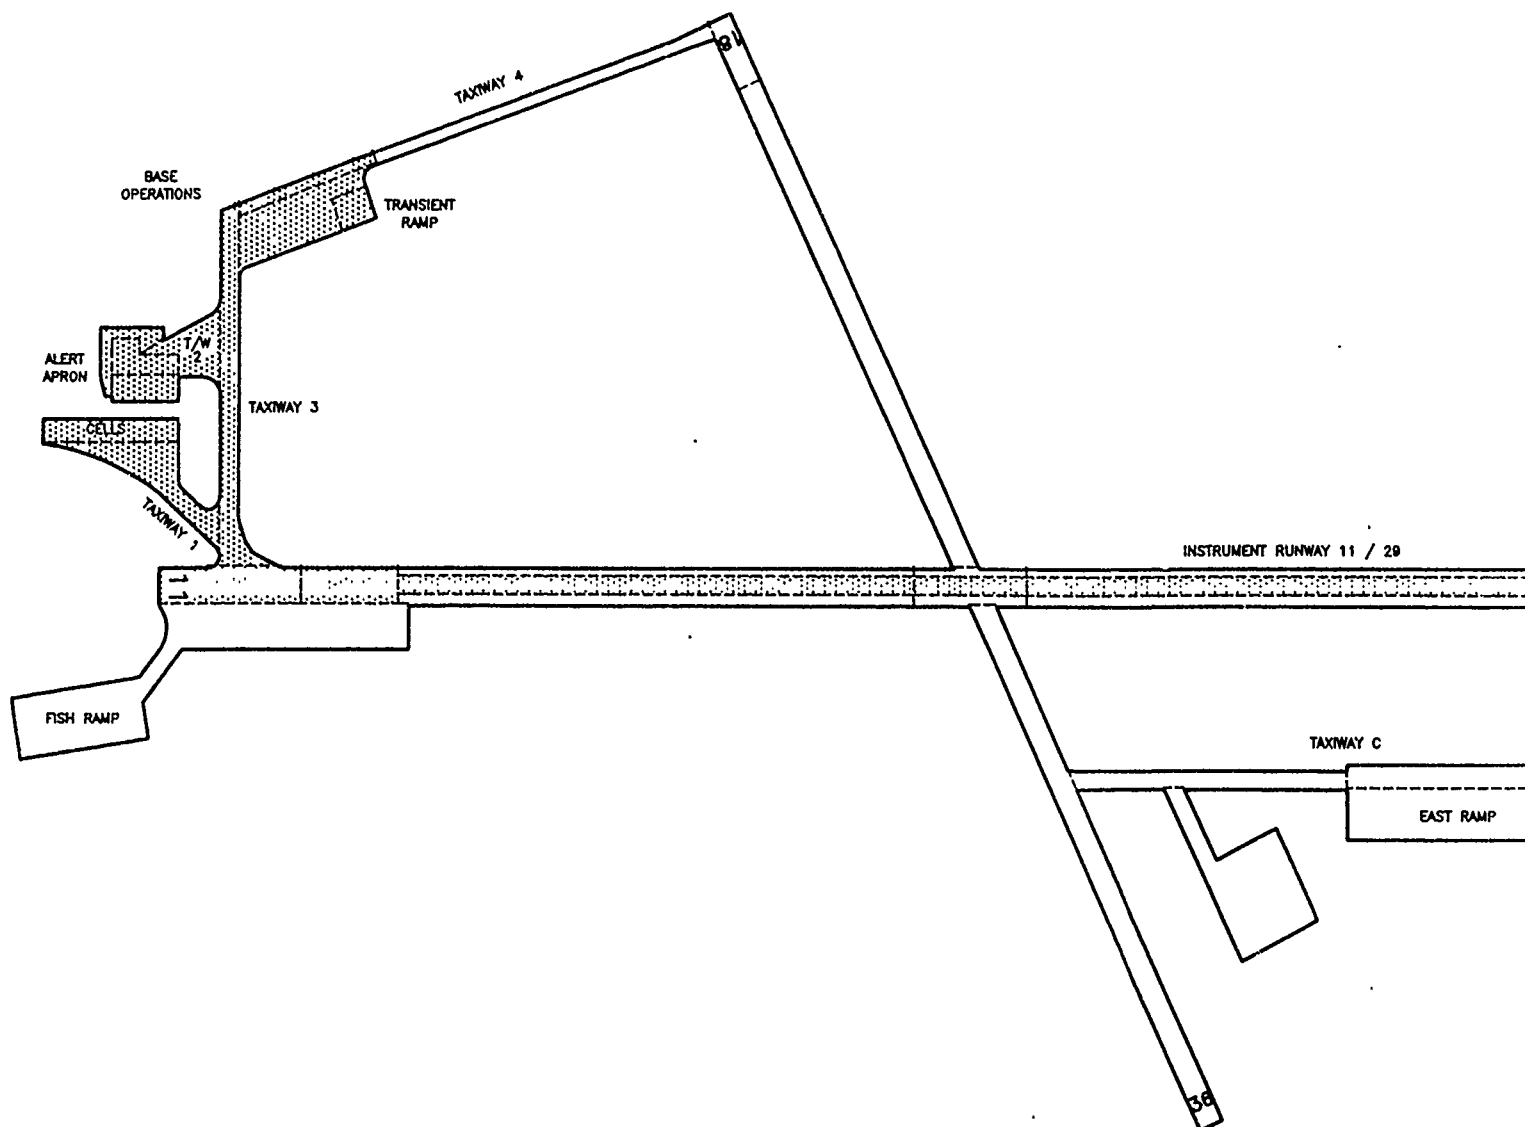 18
TAXIWAY 4
BASE
OPERATIONS
TRANSIENT
RAMP
T/W
2
ALERT
APRON
TAXIWAY 3
CELLS
TAXIWAY 1
INSTRUMENT RUNWAY 11 / 29
11
FISH RAMP
TAXIWAY C
EAST RAMP
36